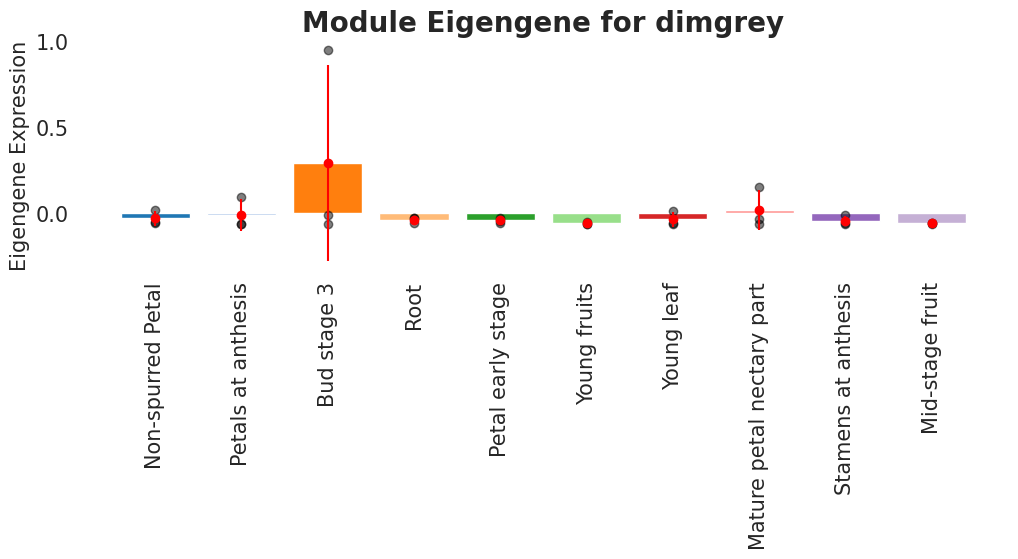 Module Eigengene for dimgrey
Eigengene Expression
1.0
0.5
0.0
Non-spurred Petal
Petals at anthesis
Bud stage 3
Root
Petal early stage
Young fruits
Young leaf
Mature petal nectary part
Stamens at anthesis
Mid-stage fruit